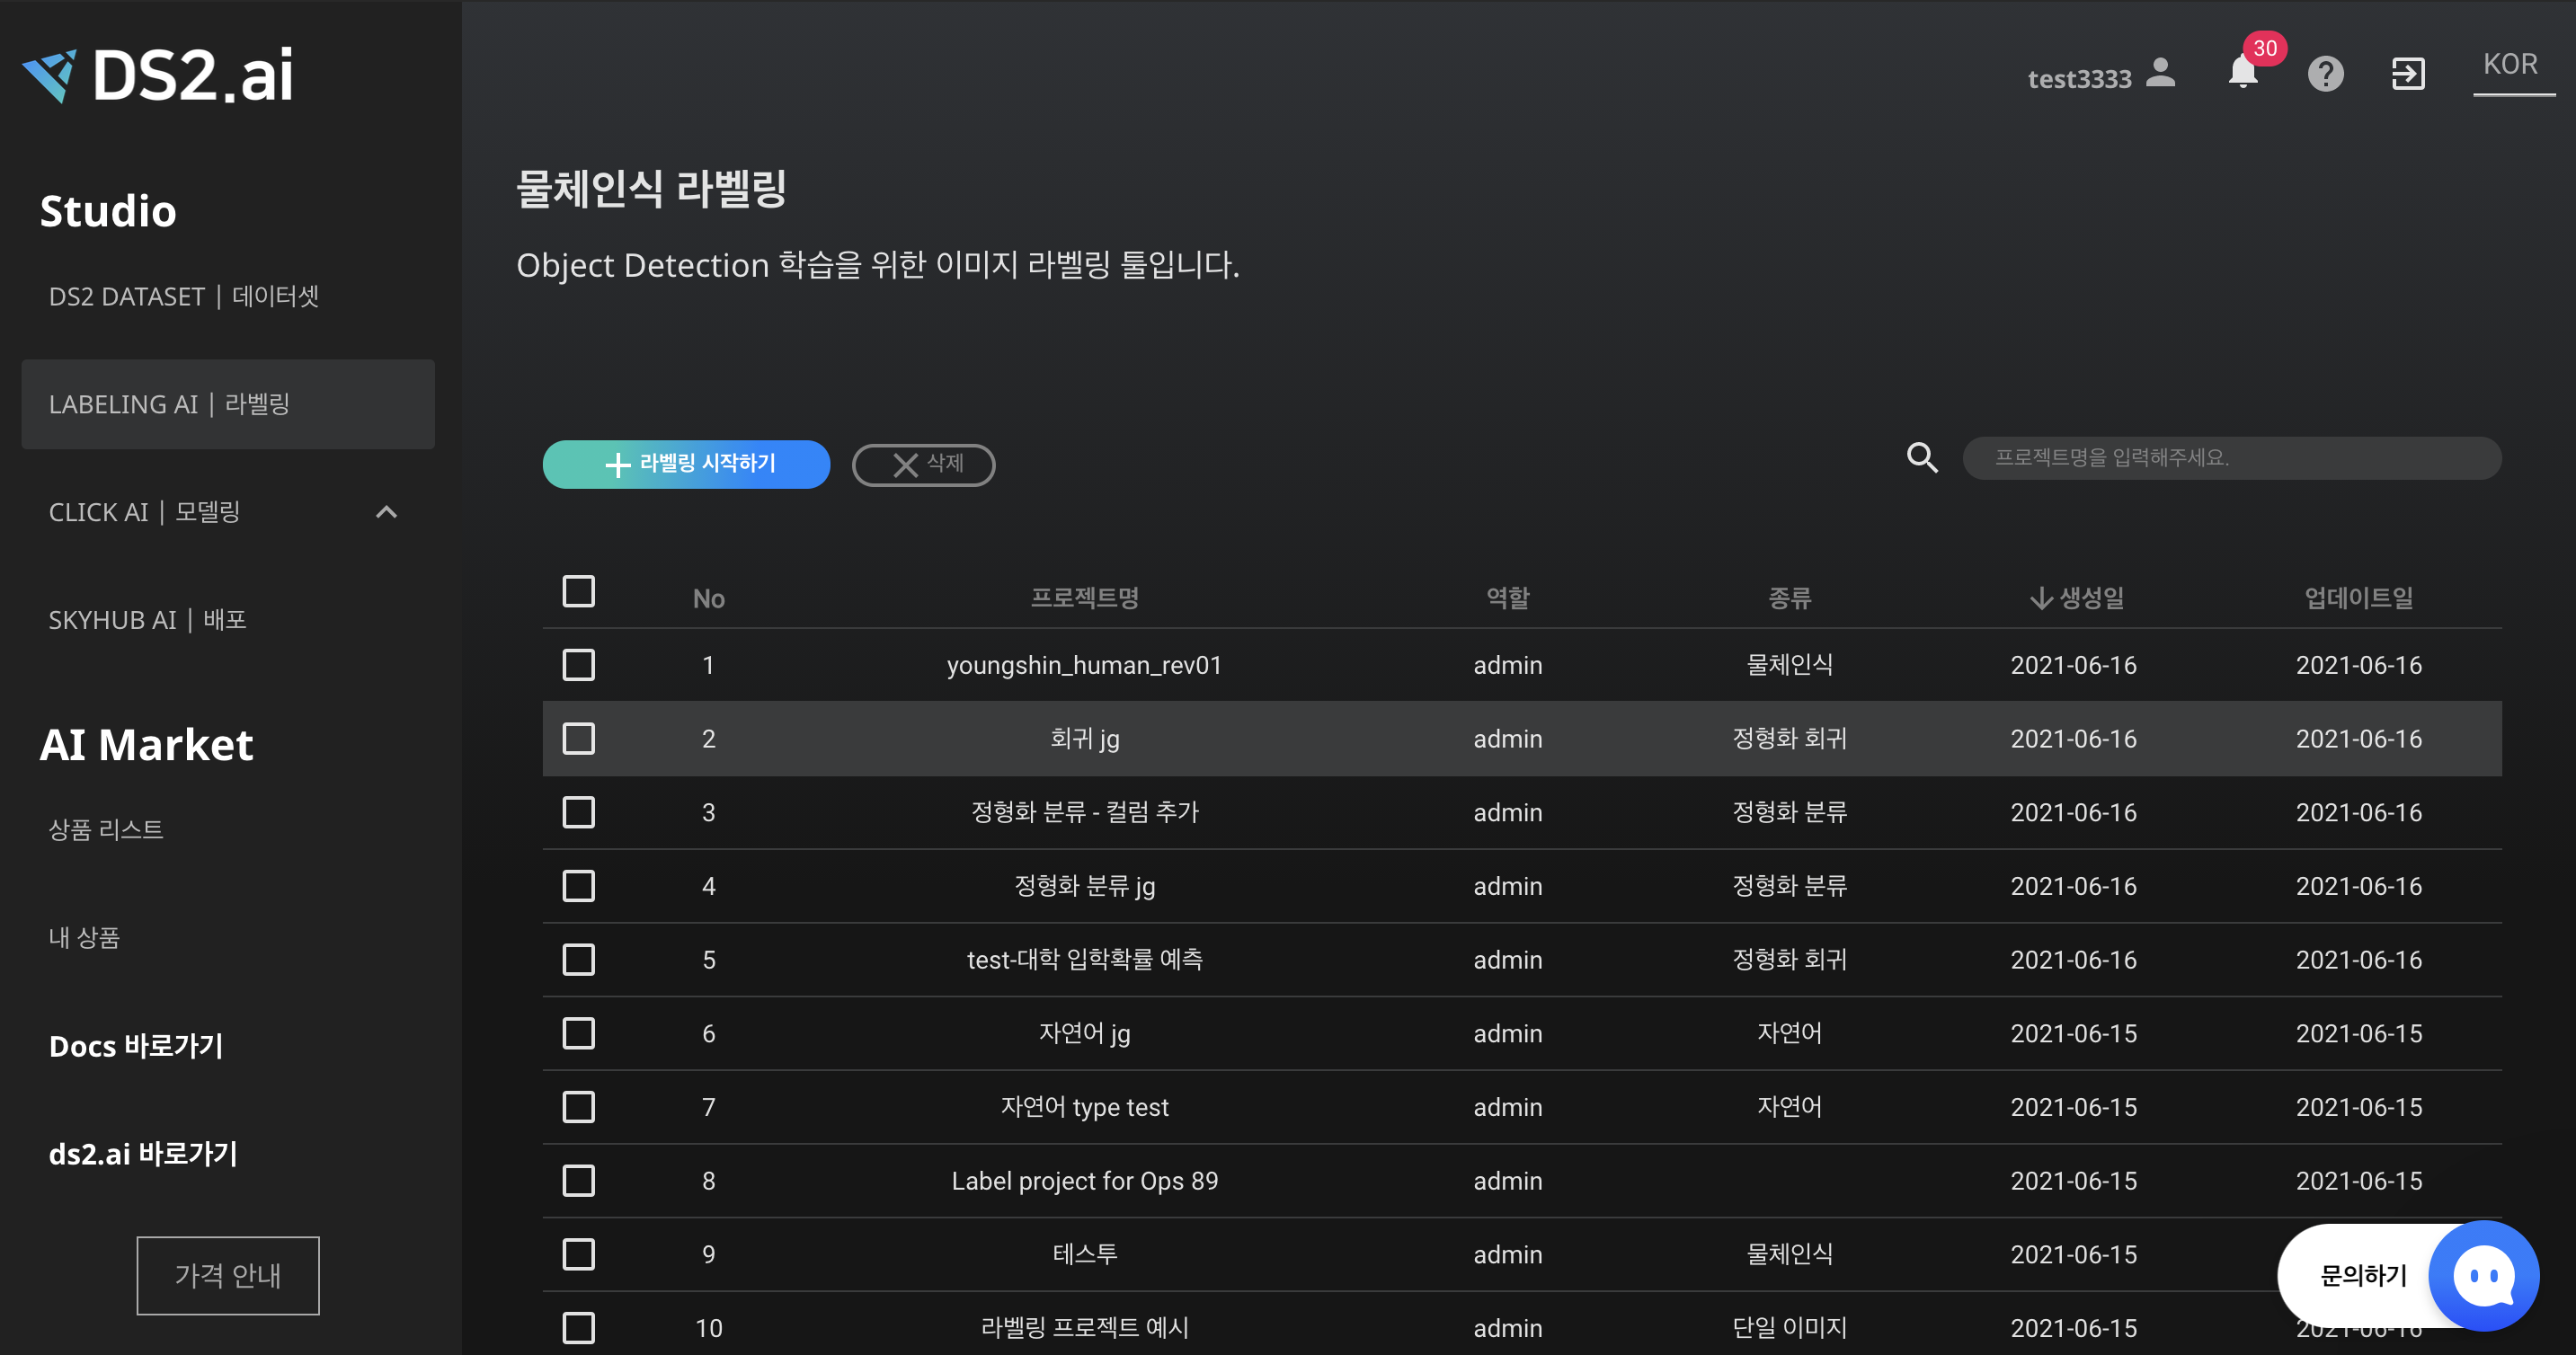 DS2.ai
test3333
30
KOR
Studio
DS2 DATASET | 데이터셋
LABELING AI | 라벨링
CLICK AI | 모델링
SKYHUB AI | 배포
AI Market
상품 리스트
내 상품
Docs 바로가기
ds2.ai 바로가기
가격 안내
물체인식 라벨링
Object Detection 학습을 위한 이미지 라벨링 툴입니다.
라벨링 시작하기 삭제 프로젝트명을 입력해주세요.
No 프로젝트명 역할 종류 생성일 업데이트일
1 youngshin_human_rev01 admin 물체인식 2021-06-16 2021-06-16
2 회귀 jg admin 정형화 회귀 2021-06-16 2021-06-16
3 정형화 분류 - 컬럼 추가 admin 정형화 분류 2021-06-16 2021-06-16
4 정형화 분류 jg admin 정형화 분류 2021-06-16 2021-06-16
5 test-대학 입학확률 예측 admin 정형화 회귀 2021-06-16 2021-06-16
6 자연어 jg admin 자연어 2021-06-15 2021-06-15
7 자연어 type test admin 자연어 2021-06-15 2021-06-15
8 Label project for Ops 89 admin 2021-06-15 2021-06-15
9 테스투 admin 물체인식 2021-06-15
10 라벨링 프로젝트 예시 admin 단일 이미지 2021-06-15
문의하기